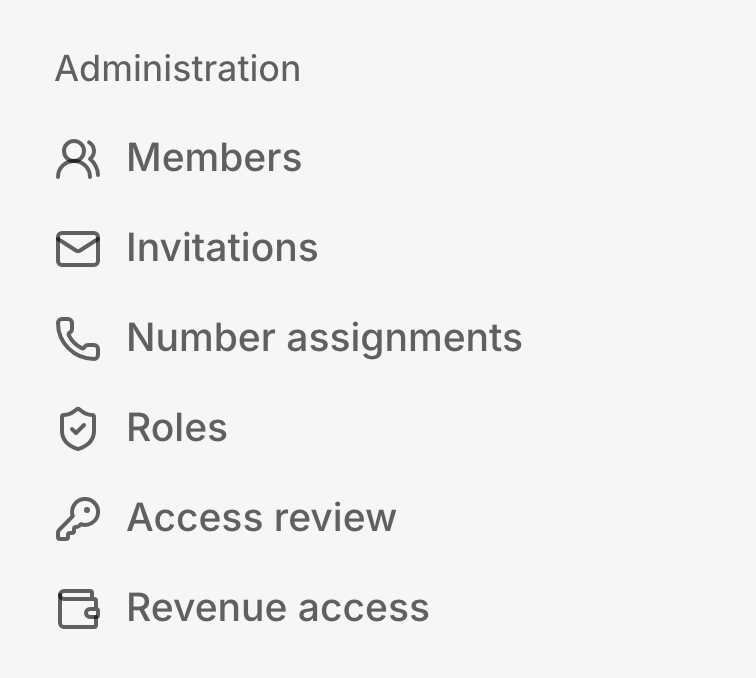 Administration
Members
Invitations
Number assignments
Roles
Access review
Revenue access